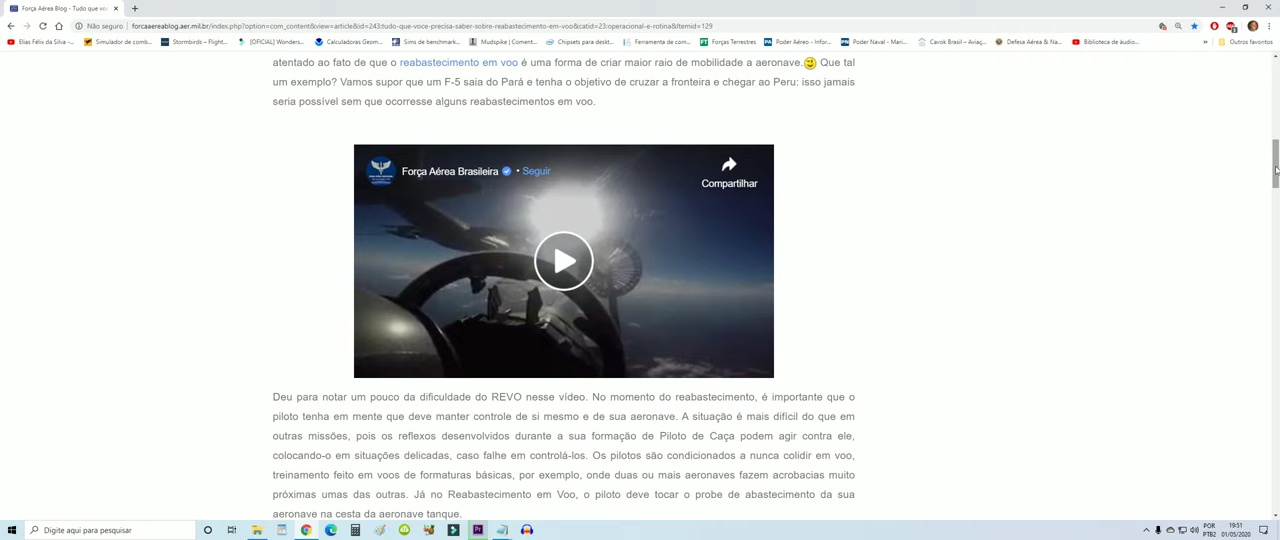 Força Aérea Blog - Tudo que vo
Não seguro
forcaaereablog.aer.mil.br/index.php?option=com_content&view=article&id=243:tudo-que-voce-precisa-saber-sobre-reabastecimento-em-voo&catid=23:operacional-e-rotina&Itemid=129
Elias Félix da Silva -...
Simulador de comb...
Stormbirds – Flight...
[OFICIAL] Wonders...
Calculadoras Geom...
Sims de benchmark...
Mudspike | Coment...
Chipsets para deskt...
Ferramenta de com...
Forças Terrestres
Poder Aéreo - Infor...
Poder Naval - Mari...
Cavok Brasil – Aviaç...
Defesa Aérea & Na...
Biblioteca de áudio...
»
Outros favoritos
atentado ao fato de que o reabastecimento em voo é uma forma de criar maior raio de mobilidade a aeronave. Que tal
um exemplo? Vamos supor que um F-5 saia do Pará e tenha o objetivo de cruzar a fronteira e chegar ao Peru: isso jamais
seria possível sem que ocorresse alguns reabastecimentos em voo.
Força Aérea Brasileira • Seguir
Compartilhar
Deu para notar um pouco da dificuldade do REVO nesse vídeo. No momento do reabastecimento, é importante que o
piloto tenha em mente que deve manter controle de si mesmo e de sua aeronave. A situação é mais difícil do que em
outras missões, pois os reflexos desenvolvidos durante a sua formação de Piloto de Caça podem agir contra ele,
colocando-o em situações delicadas, caso falhe em controlá-los. Os pilotos são condicionados a nunca colidir em voo,
treinamento feito em voos de formaturas básicas, por exemplo, onde duas ou mais aeronaves fazem acrobacias muito
próximas umas das outras. Já no Reabastecimento em Voo, o piloto deve tocar o probe de abastecimento da sua
aeronave na cesta da aeronave tanque.
Digite aqui para pesquisar
Pr
POR
PTB2
19:51
01/05/2020